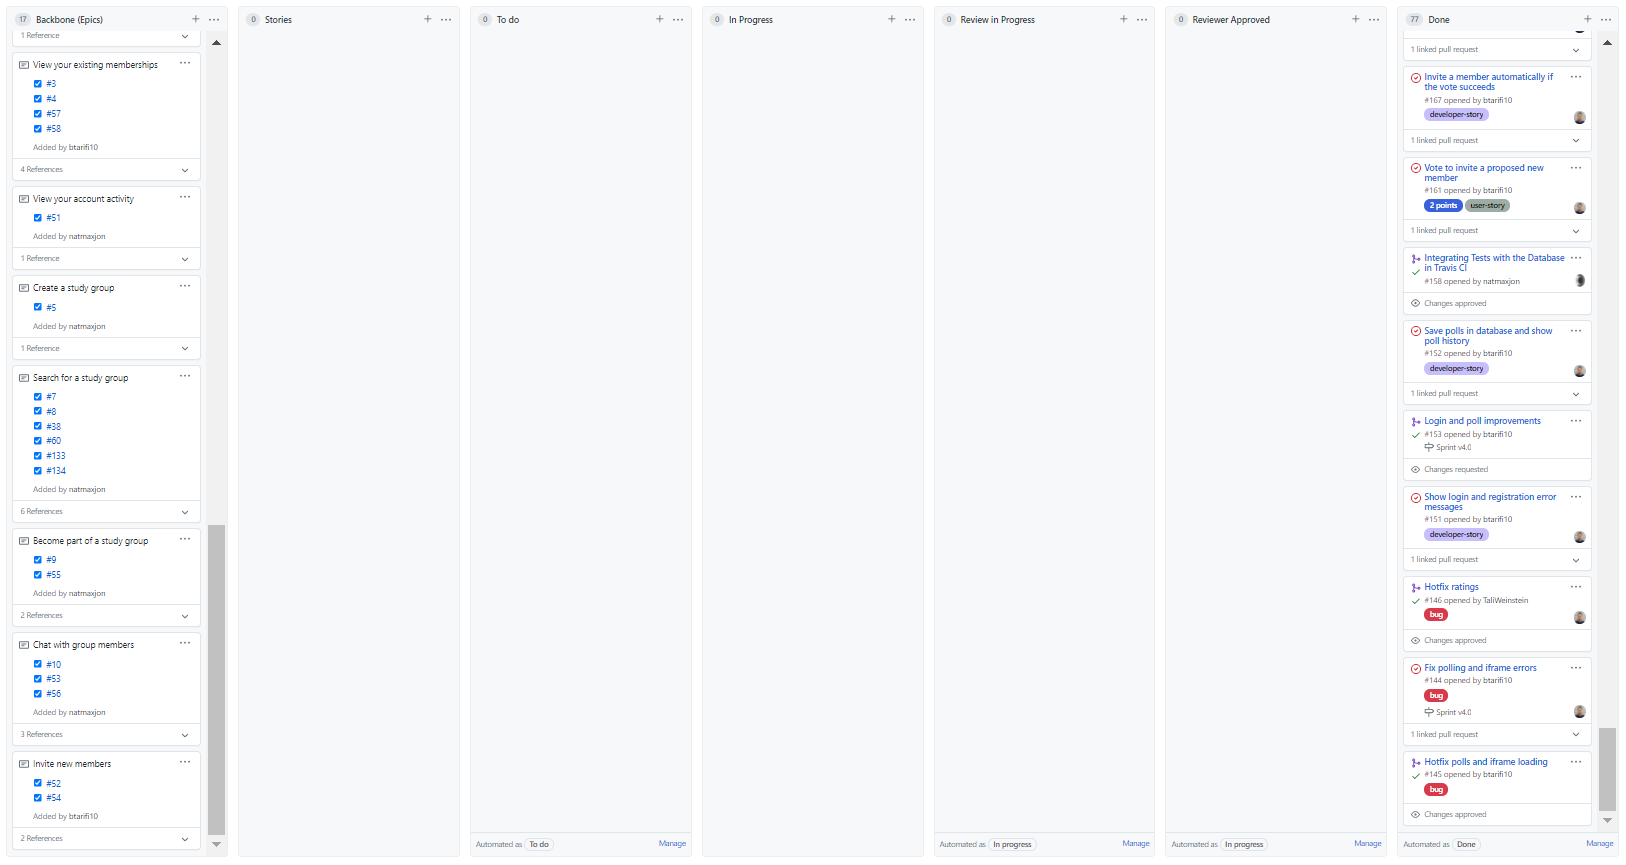 17 Backbone (Epics)
1 Reference
View your existing memberships
#3
#4
#57
#58
Added by btarifi10
4 References
View your account activity
#51
Added by natmaxjon
1 Reference
Create a study group
#5
Added by natmaxjon
1 Reference
Search for a study group
#7
#8
#38
#60
#133
#134
Added by natmaxjon
6 References
Become part of a study group
#9
#55
Added by natmaxjon
2 References
Chat with group members
#10
#53
#56
Added by natmaxjon
3 References
Invite new members
#52
#54
Added by btarifi10
2 References
0 Stories
0 To do
Automated as To do Manage
0 In Progress
0 Review in Progress
Automated as In progress Manage
0 Reviewer Approved
Automated as In progress Manage
77 Done
1 linked pull request
Invite a member automatically if
the vote succeeds
#167 opened by btarifi10
developer-story
1 linked pull request
Vote to invite a proposed new
member
#161 opened by btarifi10
2 points user-story
1 linked pull request
Integrating Tests with the Database
in Travis CI
#158 opened by natmaxjon
Changes approved
Save polls in database and show
poll history
#152 opened by btarifi10
developer-story
1 linked pull request
Login and poll improvements
#153 opened by btarifi10
Sprint v4.0
Changes requested
Show login and registration error
messages
#151 opened by btarifi10
developer-story
1 linked pull request
Hotfix ratings
#146 opened by TaliWeinstein
bug
Changes approved
Fix polling and iframe errors
#144 opened by btarifi10
bug
Sprint v4.0
1 linked pull request
Hotfix polls and iframe loading
#145 opened by btarifi10
bug
Changes approved
Automated as Done Manage